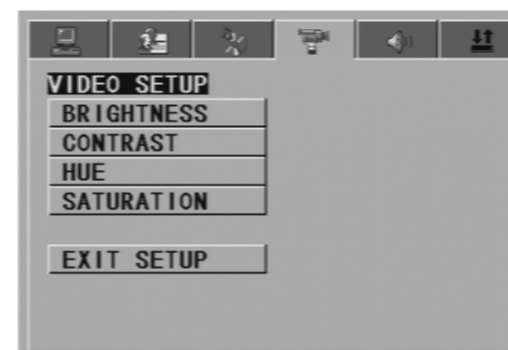 VIDEO SETUP
BRIGHTNESS
CONTRAST
HUE
SATURATION
EXIT SETUP